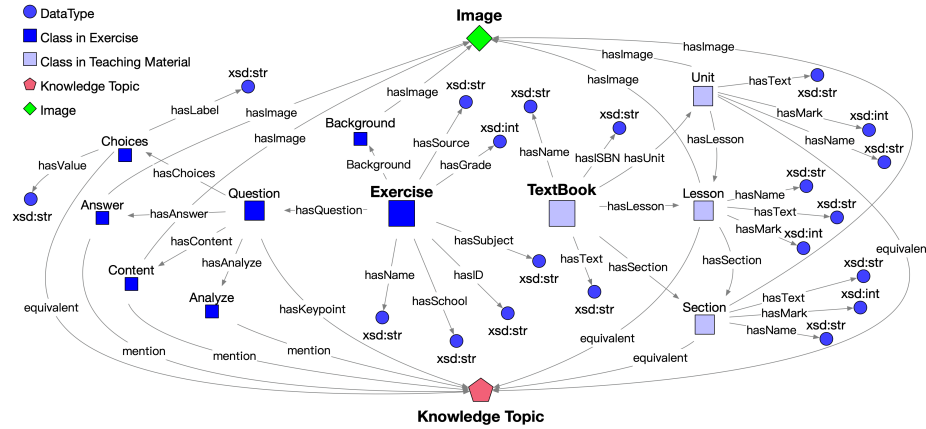 Image
DataType
Class in Exercise
Class in Teaching Material
Knowledge Topic
Image
hasImage
hasImage
hasImage
hasImage
hasImage
hasImage
Unit
hasText
xsd:str
hasMark
xsd:int
hasName
xsd:str
xsd:str
hasLabel
Choices
hasValue
xsd:str
hasChoices
Background
Background
xsd:str
hasSource
xsd:int
hasGrade
xsd:str
hasName
xsd:str
hasISBN
hasUnit
hasLesson
Answer
hasAnswer
Question
hasQuestion
Exercise
TextBook
hasLesson
Lesson
hasName
xsd:str
hasText
xsd:str
hasMark
xsd:int
hasContent
hasAnalyze
Content
Analyze
hasKeypoint
hasName
xsd:str
hasSchool
xsd:str
hasID
xsd:str
hasSubject
xsd:str
hasText
xsd:str
hasSection
hasSection
equivalen
Section
hasText
xsd:str
hasMark
xsd:int
hasName
xsd:str
equivalent
mention
mention
mention
equivalent
equivalent
Knowledge Topic